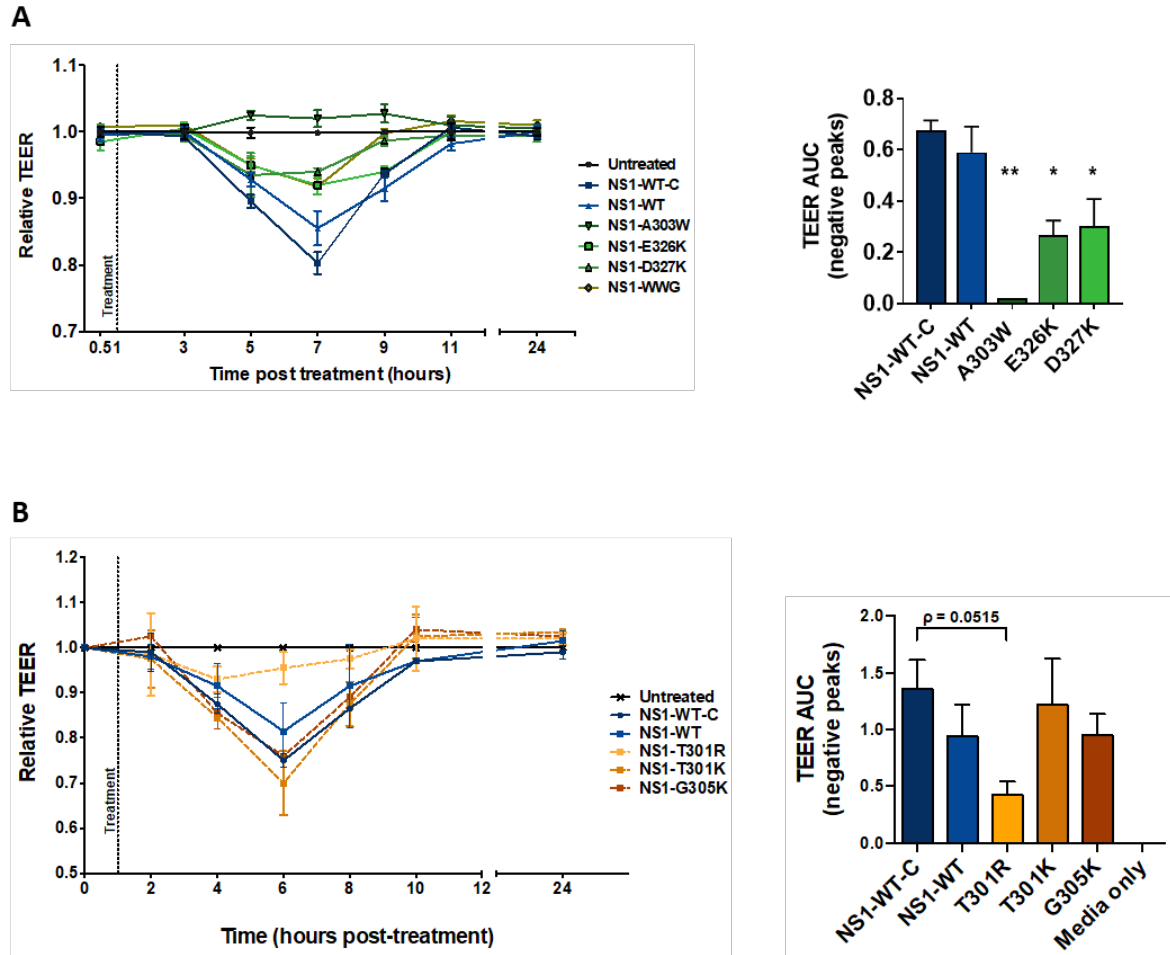 A
1.1
1.0
0.9
0.8
0.7
Relative TEER
Treatment
0.51 3 5 7 9 11 24
Time post treatment (hours)
Untreated
NS1-WT-C
NS1-WT
NS1-A303W
NS1-E326K
NS1-D327K
NS1-WWG
TEER AUC
(negative peaks)
0.8
0.6
0.4
0.2
0.0
** * *
NS1-WT-C
NS1-WT
A303W
E326K
D327K
B
1.2
1.1
1.0
0.9
0.8
0.7
0.6
0.5
Relative TEER
Treatment
0 2 4 6 8 10 12 24
Time (hours post-treatment)
Untreated
NS1-WT-C
NS1-WT
NS1-T301R
NS1-T301K
NS1-G305K
TEER AUC
(negative peaks)
2.0
1.5
1.0
0.5
0.0
ρ = 0.0515
NS1-WT-C
NS1-WT
T301R
T301K
G305K
Media only